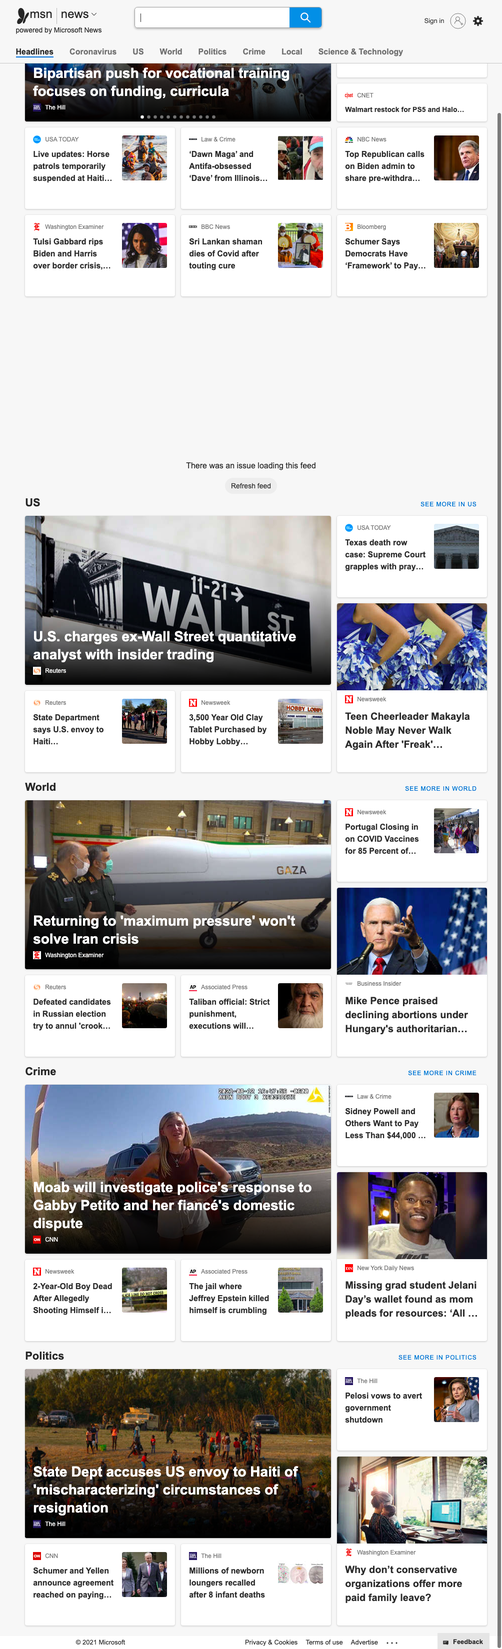 msn | news
powered by Microsoft News
Sign in
Headlines Coronavirus US World Politics Crime Local Science & Technology
Bipartisan push for vocational training
focuses on funding, curricula
The Hill
CNET
Walmart restock for PS5 and Halo...
USA TODAY
Live updates: Horse
patrols temporarily
suspended at Haiti...
Law & Crime
‘Dawn Maga’ and
Antifa-obsessed
‘Dave’ from Illinois...
NBC News
Top Republican calls
on Biden admin to
share pre-withdra...
Washington Examiner
Tulsi Gabbard rips
Biden and Harris
over border crisis,...
BBC News
Sri Lankan shaman
dies of Covid after
touting cure
Bloomberg
Schumer Says
Democrats Have
‘Framework’ to Pay...
There was an issue loading this feed
Refresh feed
US
SEE MORE IN US
11-21
WALL ST
U.S. charges ex-Wall Street quantitative
analyst with insider trading
Reuters
USA TODAY
Texas death row
case: Supreme Court
grapples with pray...
Newsweek
Teen Cheerleader Makayla
Noble May Never Walk
Again After 'Freak'...
Reuters
State Department
says U.S. envoy to
Haiti...
Newsweek
3,500 Year Old Clay
Tablet Purchased by
Hobby Lobby...
HOBBY LOBBY
World
SEE MORE IN WORLD
GAZA
Returning to 'maximum pressure' won't
solve Iran crisis
Washington Examiner
Newsweek
Portugal Closing in
on COVID Vaccines
for 85 Percent of...
Business Insider
Mike Pence praised
declining abortions under
Hungary's authoritarian...
Reuters
Defeated candidates
in Russian election
try to annul 'crook...
AP Associated Press
Taliban official: Strict
punishment,
executions will...
Crime
SEE MORE IN CRIME
Moab will investigate police's response to
Gabby Petito and her fiancé's domestic
dispute
CNN
Law & Crime
Sidney Powell and
Others Want to Pay
Less Than $44,000 ...
New York Daily News
Missing grad student Jelani
Day’s wallet found as mom
pleads for resources: ‘All ...
Newsweek
2-Year-Old Boy Dead
After Allegedly
Shooting Himself i...
AP Associated Press
The jail where
Jeffrey Epstein killed
himself is crumbling
Politics
SEE MORE IN POLITICS
State Dept accuses US envoy to Haiti of
'mischaracterizing' circumstances of
resignation
The Hill
The Hill
Pelosi vows to avert
government
shutdown
Washington Examiner
Why don’t conservative
organizations offer more
paid family leave?
CNN
Schumer and Yellen
announce agreement
reached on paying...
The Hill
Millions of newborn
loungers recalled
after 8 infant deaths
© 2021 Microsoft
Privacy & Cookies Terms of use Advertise ...
Feedback